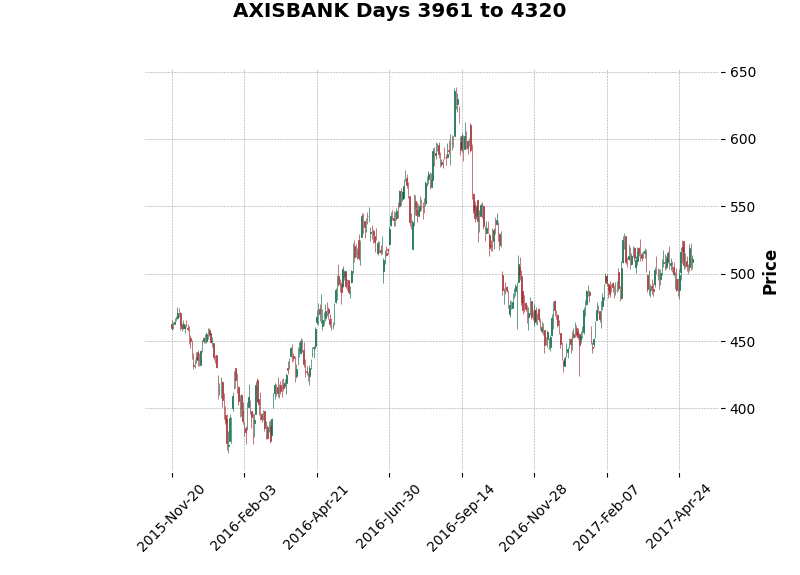 AXISBANK Days 3961 to 4320
650
600
550
500
450
400
Price
2015-Nov-20
2016-Feb-03
2016-Apr-21
2016-Jun-30
2016-Sep-14
2016-Nov-28
2017-Feb-07
2017-Apr-24